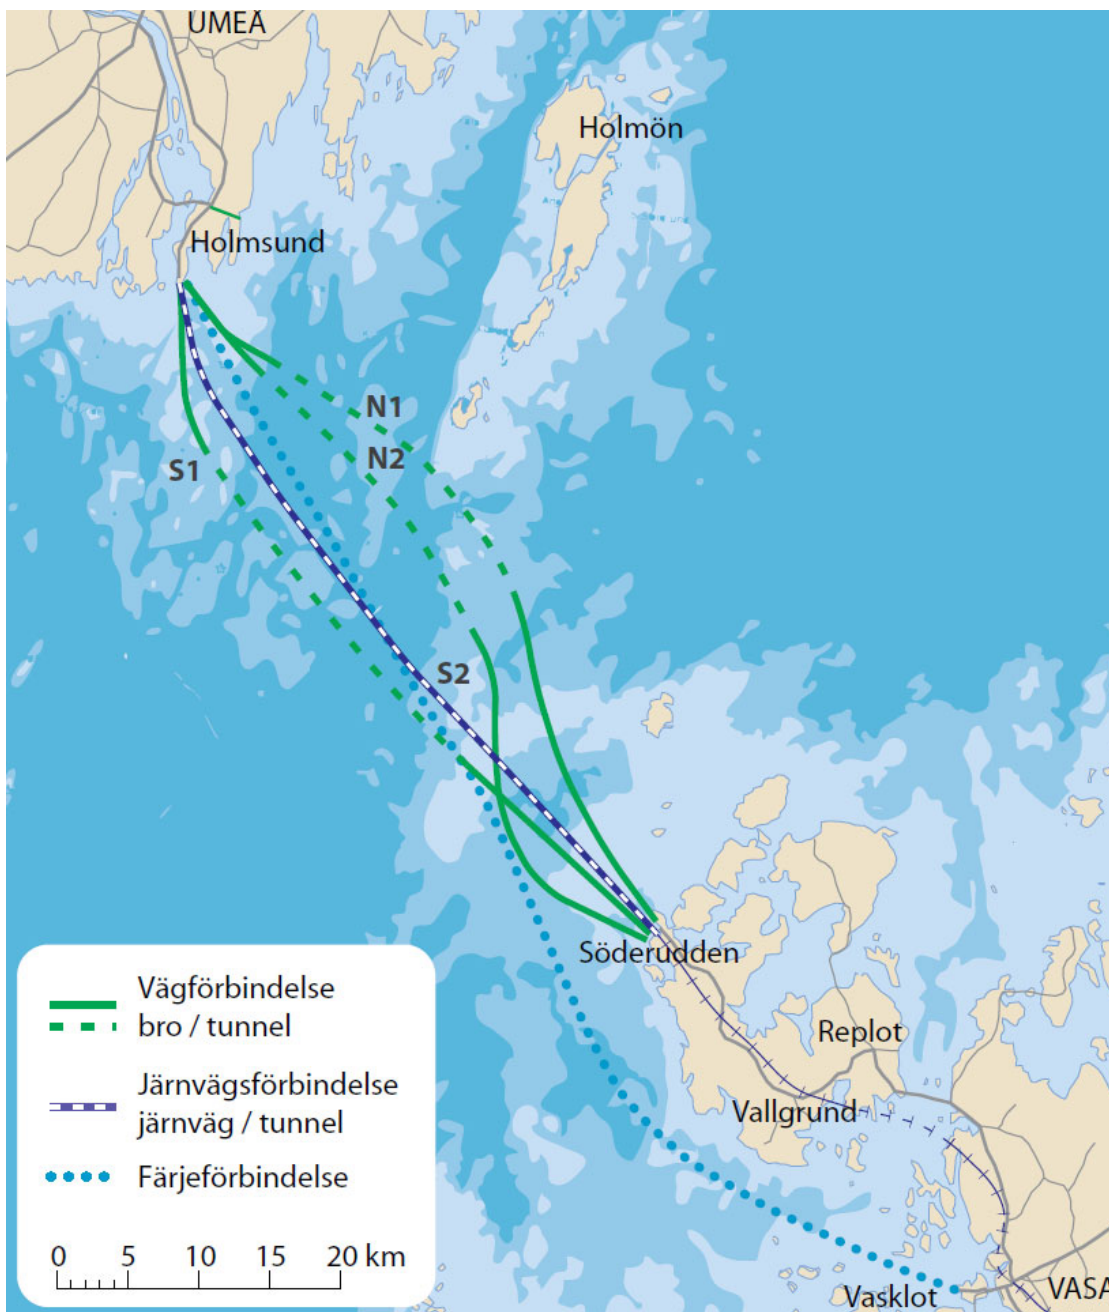 UMEÅ
Holmön
Holmsund
N1
N2
S1
S2
Söderudden
Replot
Vallgrund
Vasklot
VASA
Vägförbindelse
bro / tunnel
Järnvägsförbindelse
järnväg / tunnel
Färjeförbindelse
0 5 10 15 20 km